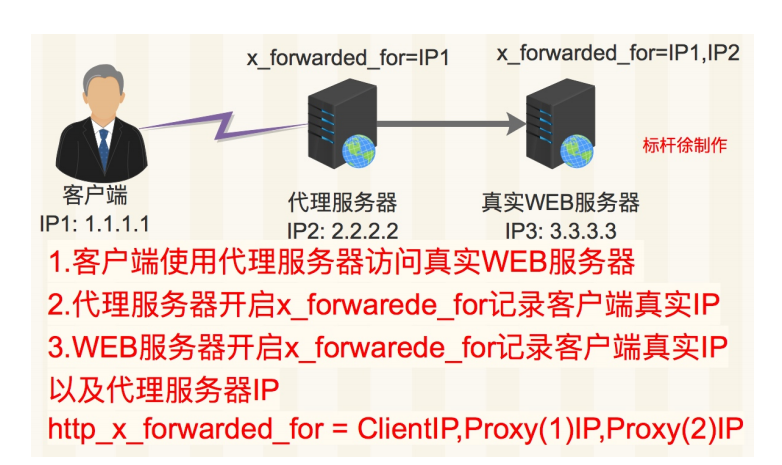 x_forwarded_for=IP1
x_forwarded_for=IP1,IP2
标杆徐制作
客户端
IP1: 1.1.1.1
代理服务器
IP2: 2.2.2.2
真实WEB服务器
IP3: 3.3.3.3
1.客户端使用代理服务器访问真实WEB服务器
2.代理服务器开启x_forwarede_for记录客户端真实IP
3.WEB服务器开启x_forwarede_for记录客户端真实IP
以及代理服务器IP
http_x_forwarded_for = ClientIP,Proxy(1)IP,Proxy(2)IP